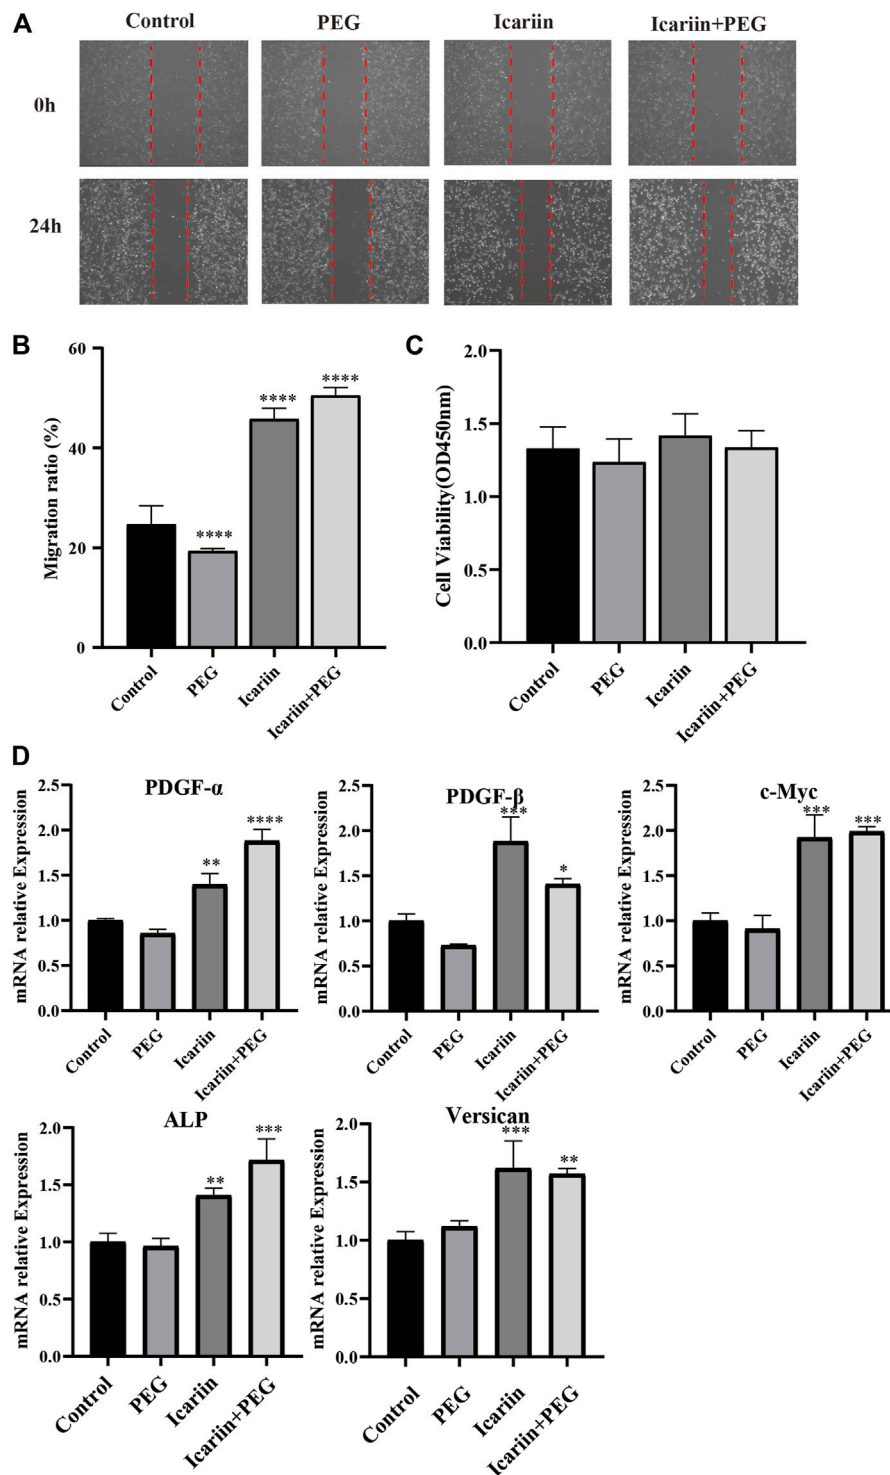 A
Control
PEG
Icariin
Icariin+PEG
0h
24h
B
Migration ratio (%)
60
40
20
0
****
****
****
Control
PEG
Icariin
Icariin+PEG
C
Cell Viability(OD450nm)
2.0
1.5
1.0
0.5
0.0
Control
PEG
Icariin
Icariin+PEG
D
PDGF-α
mRNA relative Expression
2.5
2.0
1.5
1.0
0.5
0.0
**
****
Control
PEG
Icariin
Icariin+PEG
PDGF-β
mRNA relative Expression
2.5
2.0
1.5
1.0
0.5
0.0
***
*
Control
PEG
Icariin
Icariin+PEG
c-Myc
mRNA relative Expression
2.5
2.0
1.5
1.0
0.5
0.0
***
***
Control
PEG
Icariin
Icariin+PEG
ALP
mRNA relative Expression
2.0
1.5
1.0
0.5
0.0
**
***
Control
PEG
Icariin
Icariin+PEG
Versican
mRNA relative Expression
2.0
1.5
1.0
0.5
0.0
***
**
Control
PEG
Icariin
Icariin+PEG